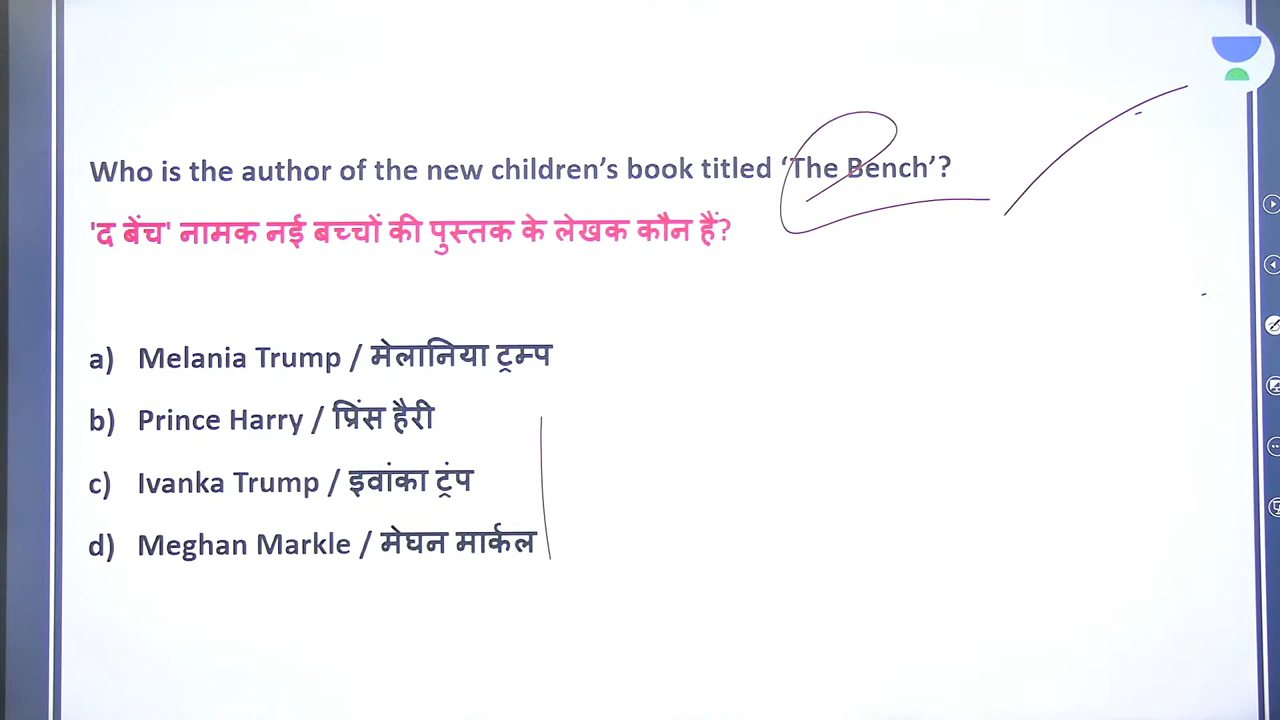 Who is the author of the new children’s book titled ‘The Bench’?
'द बेंच' नामक नई बच्चों की पुस्तक के लेखक कौन हैं?
a) Melania Trump / मेलानिया ट्रम्प
b) Prince Harry / प्रिंस हैरी
c) Ivanka Trump / इवांका ट्रंप
d) Meghan Markle / मेघन मार्कल